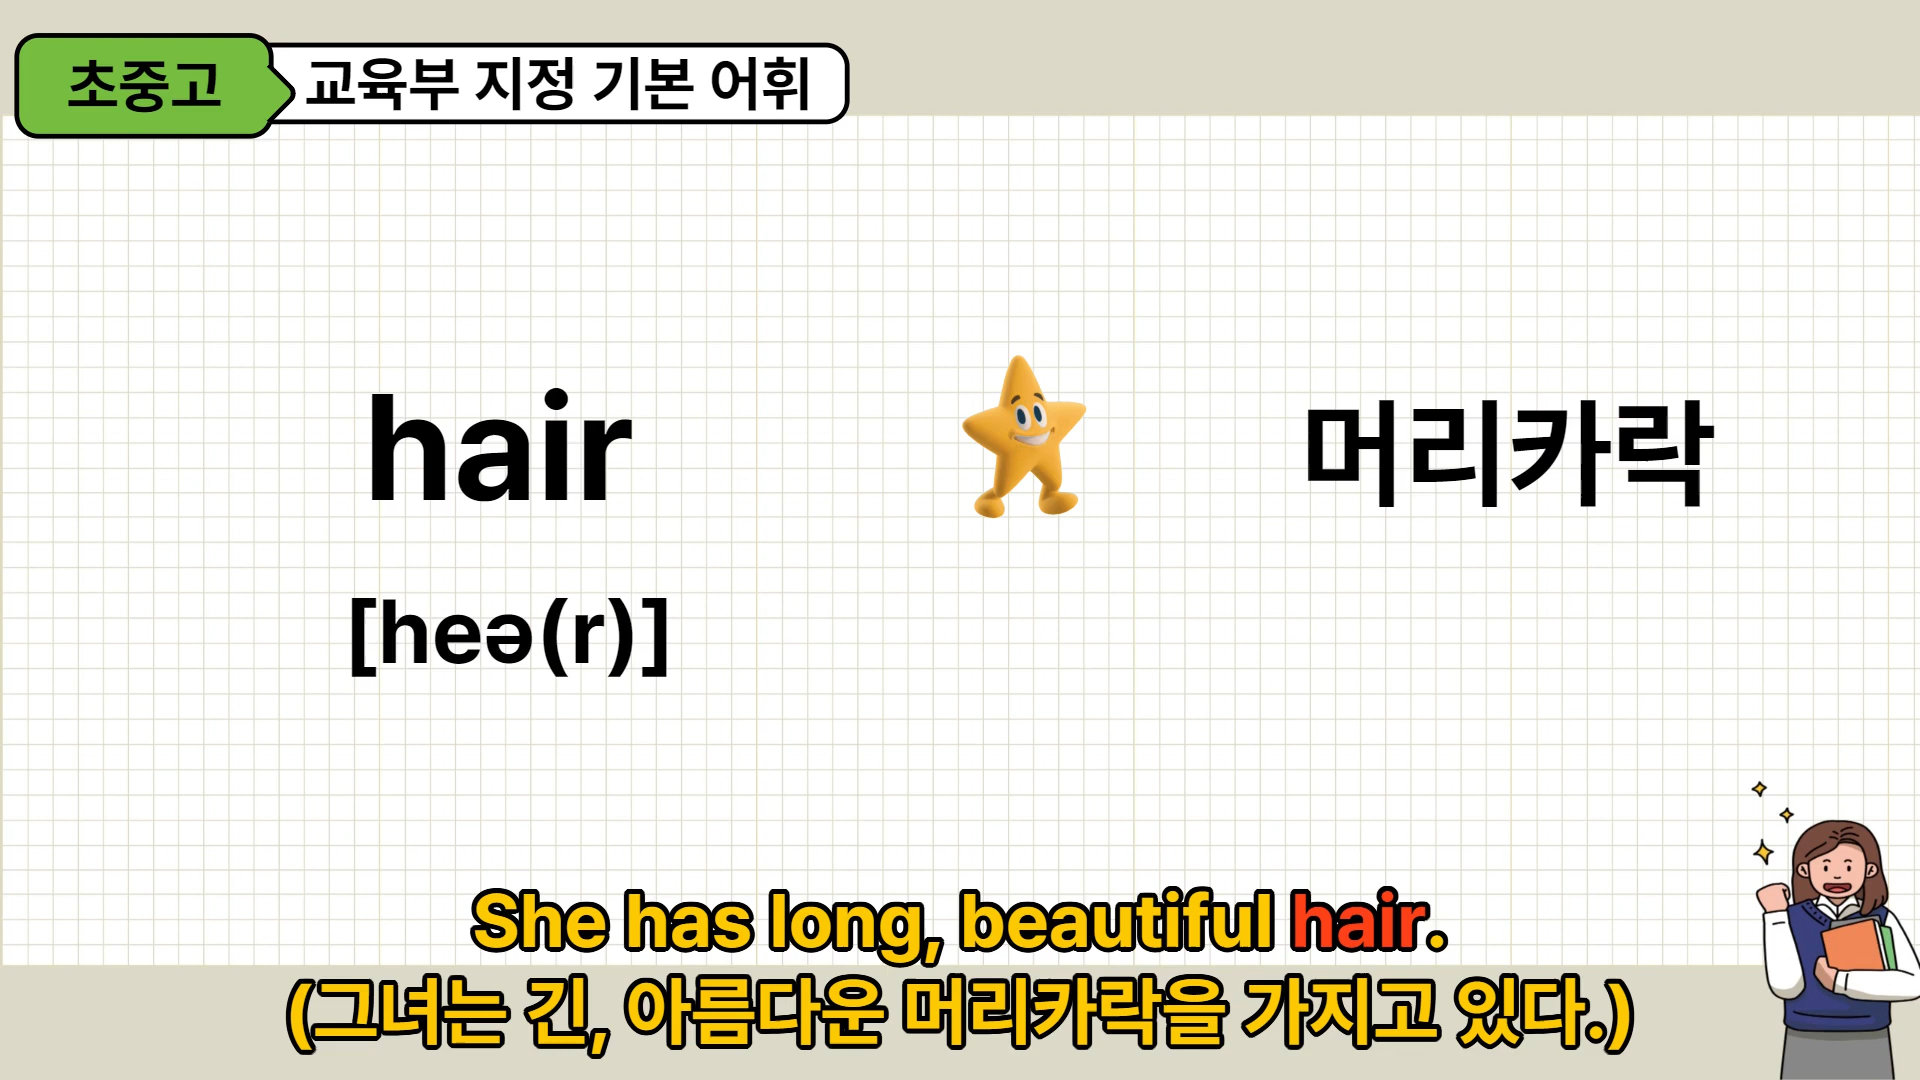 초중고
교육부 지정 기본 어휘
hair
머리카락
[heə(r)]
She has long, beautiful hair.
(그녀는 긴, 아름다운 머리카락을 가지고 있다.)